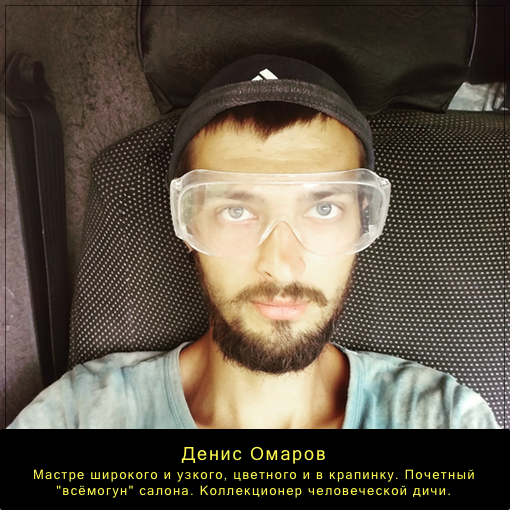 Денис Омаров
Мастре широкого и узкого, цветного и в крапинку. Почетный
"всёмогун" салона. Коллекционер человеческой дичи.